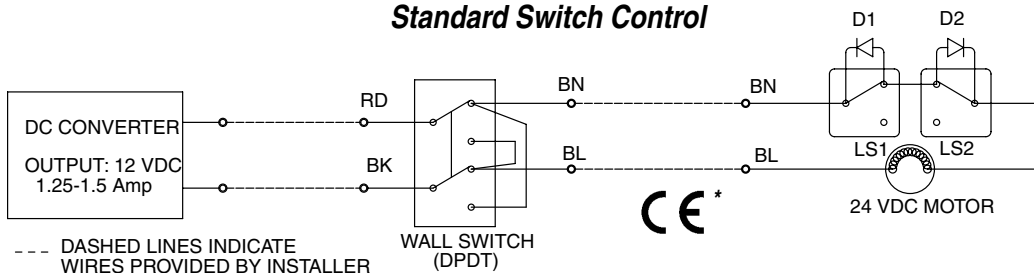 Standard Switch Control
D1 D2
BN BN
RD
DC CONVERTER
OUTPUT: 12 VDC
1.25-1.5 Amp
BK
BL BL
LS1 LS2
CE *
24 VDC MOTOR
WALL SWITCH
(DPDT)
--- DASHED LINES INDICATE
WIRES PROVIDED BY INSTALLER